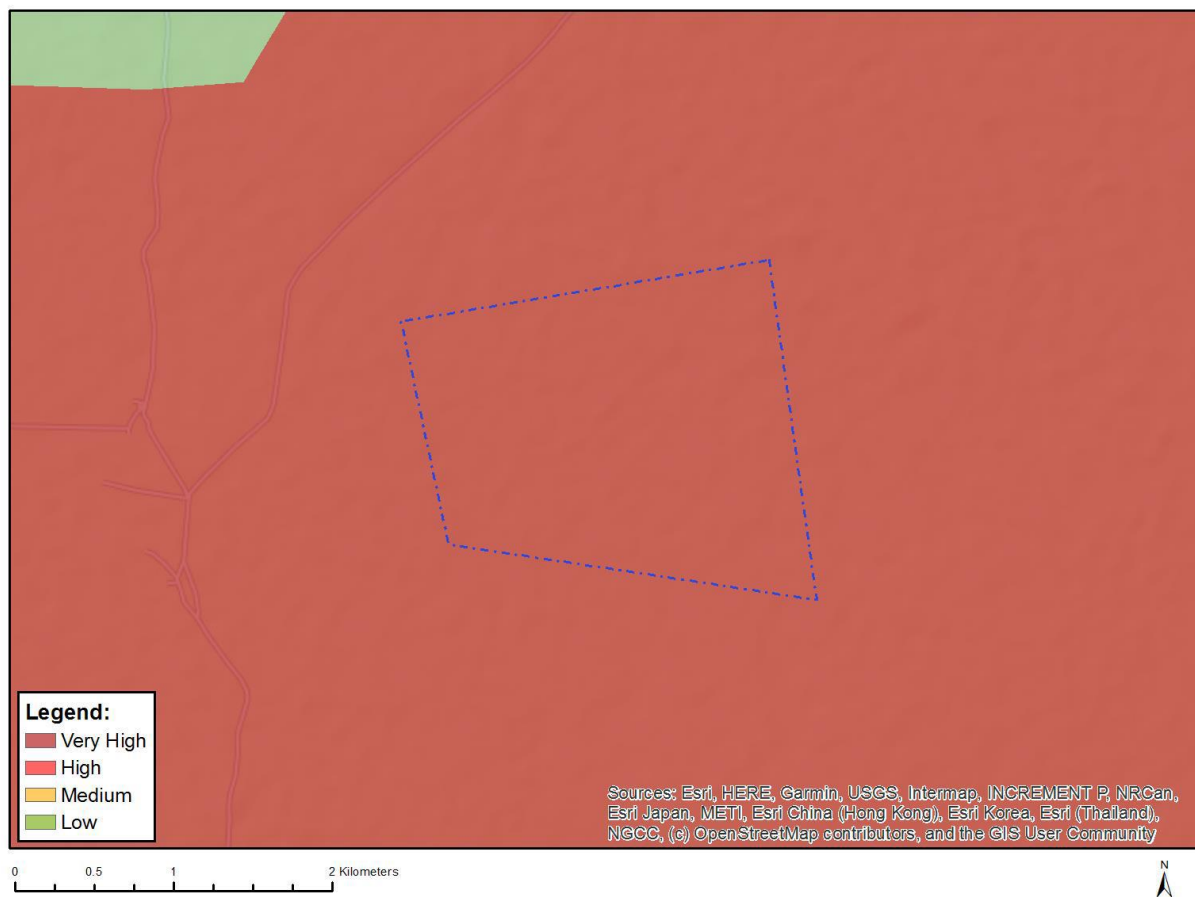 Legend:
Very High
High
Medium
Low
Sources: Esri, HERE, Garmin, USGS, Intermap, INCREMENT P, NRCan,
Esri Japan, METI, Esri China (Hong Kong), Esri Korea, Esri (Thailand),
NGCC, (c) OpenStreetMap contributors, and the GIS User Community
0 0.5 1 2 Kilometers
N